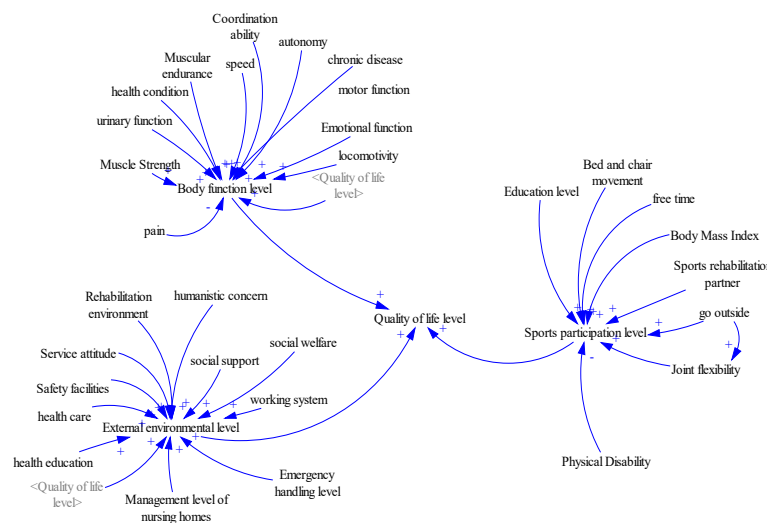 Coordination
ability
autonomy
Muscular
endurance
speed
chronic disease
health condition
motor function
urinary function
Emotional function
Muscle Strength
locomotivity
Body function level
<Quality of life
level>
pain
Bed and chair
movement
Education level
free time
Body Mass Index
Sports rehabilitation
partner
go outside
Sports participation level
Joint flexibility
Physical Disability
Quality of life level
Rehabilitation
environment
humanistic concern
Service attitude
social support
social welfare
Safety facilities
working system
health care
External environmental level
health education
<Quality of life
level>
Management level of
nursing homes
Emergency
handling level